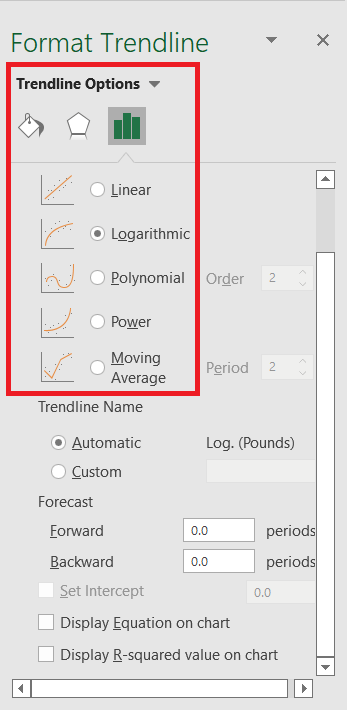 Format Trendline
Trendline Options
Linear
Logarithmic
Polynomial Order 2
Power
Moving
Average Period 2
Trendline Name
Automatic Log. (Pounds)
Custom
Forecast
Forward 0.0 periods
Backward 0.0 periods
Set Intercept 0.0
Display Equation on chart
Display R-squared value on chart